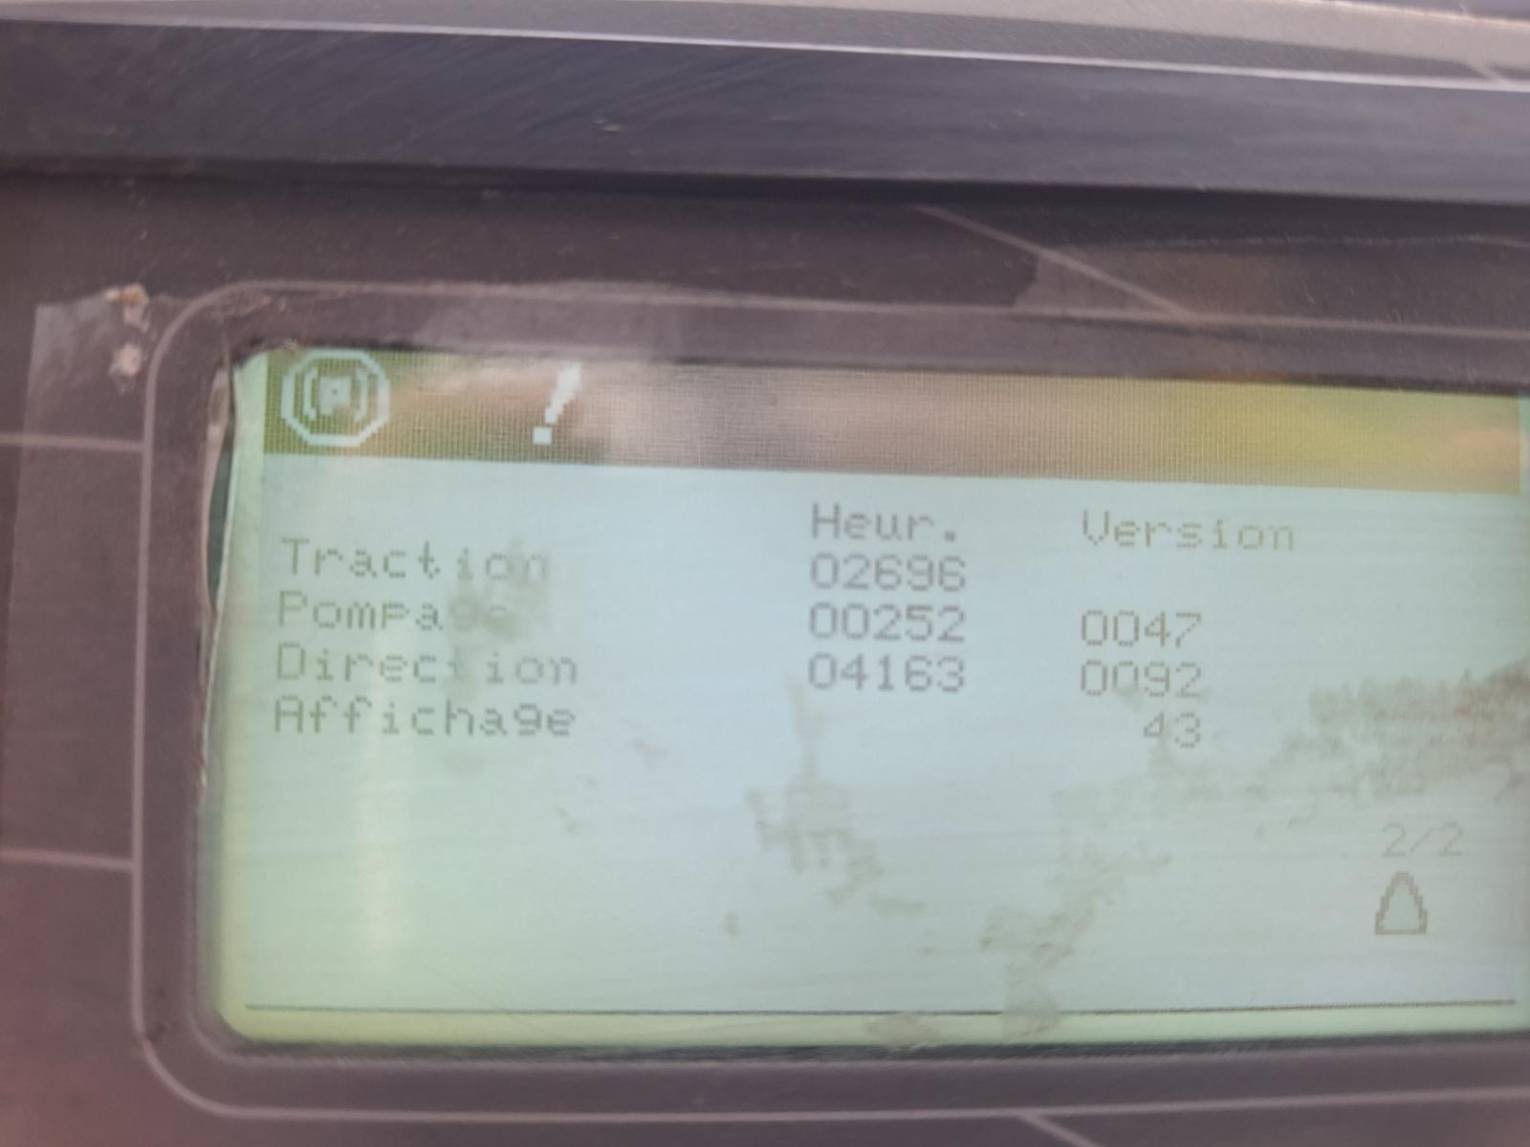 P !
Heur. Version
Traction 02696
Pompage 00252 0047
Direction 04163 0092
Affichage 43
2/2